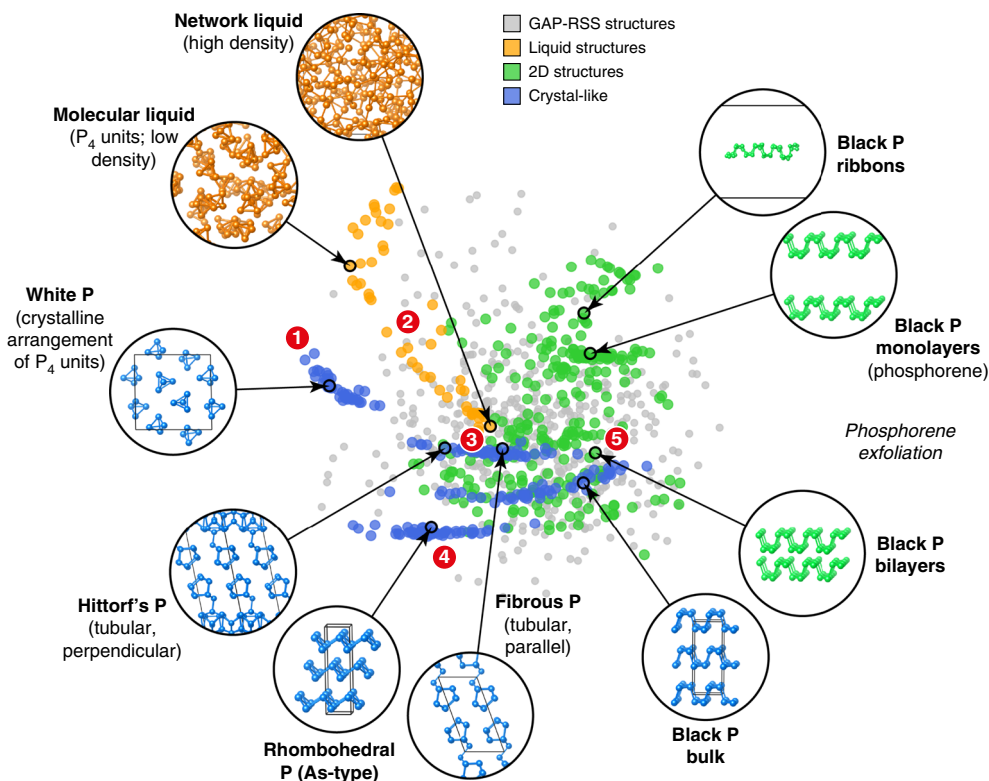 Network liquid
(high density)
GAP-RSS structures
Liquid structures
2D structures
Crystal-like
Molecular liquid
(P₄ units; low
density)
Black P
ribbons
White P
(crystalline
arrangement
of P₄ units)
Black P
monolayers
(phosphorene)
1
2
3
4
5
Phosphorene
exfoliation
Hittorf's P
(tubular,
perpendicular)
Rhombohedral
P (As-type)
Fibrous P
(tubular,
parallel)
Black P
bulk
Black P
bilayers